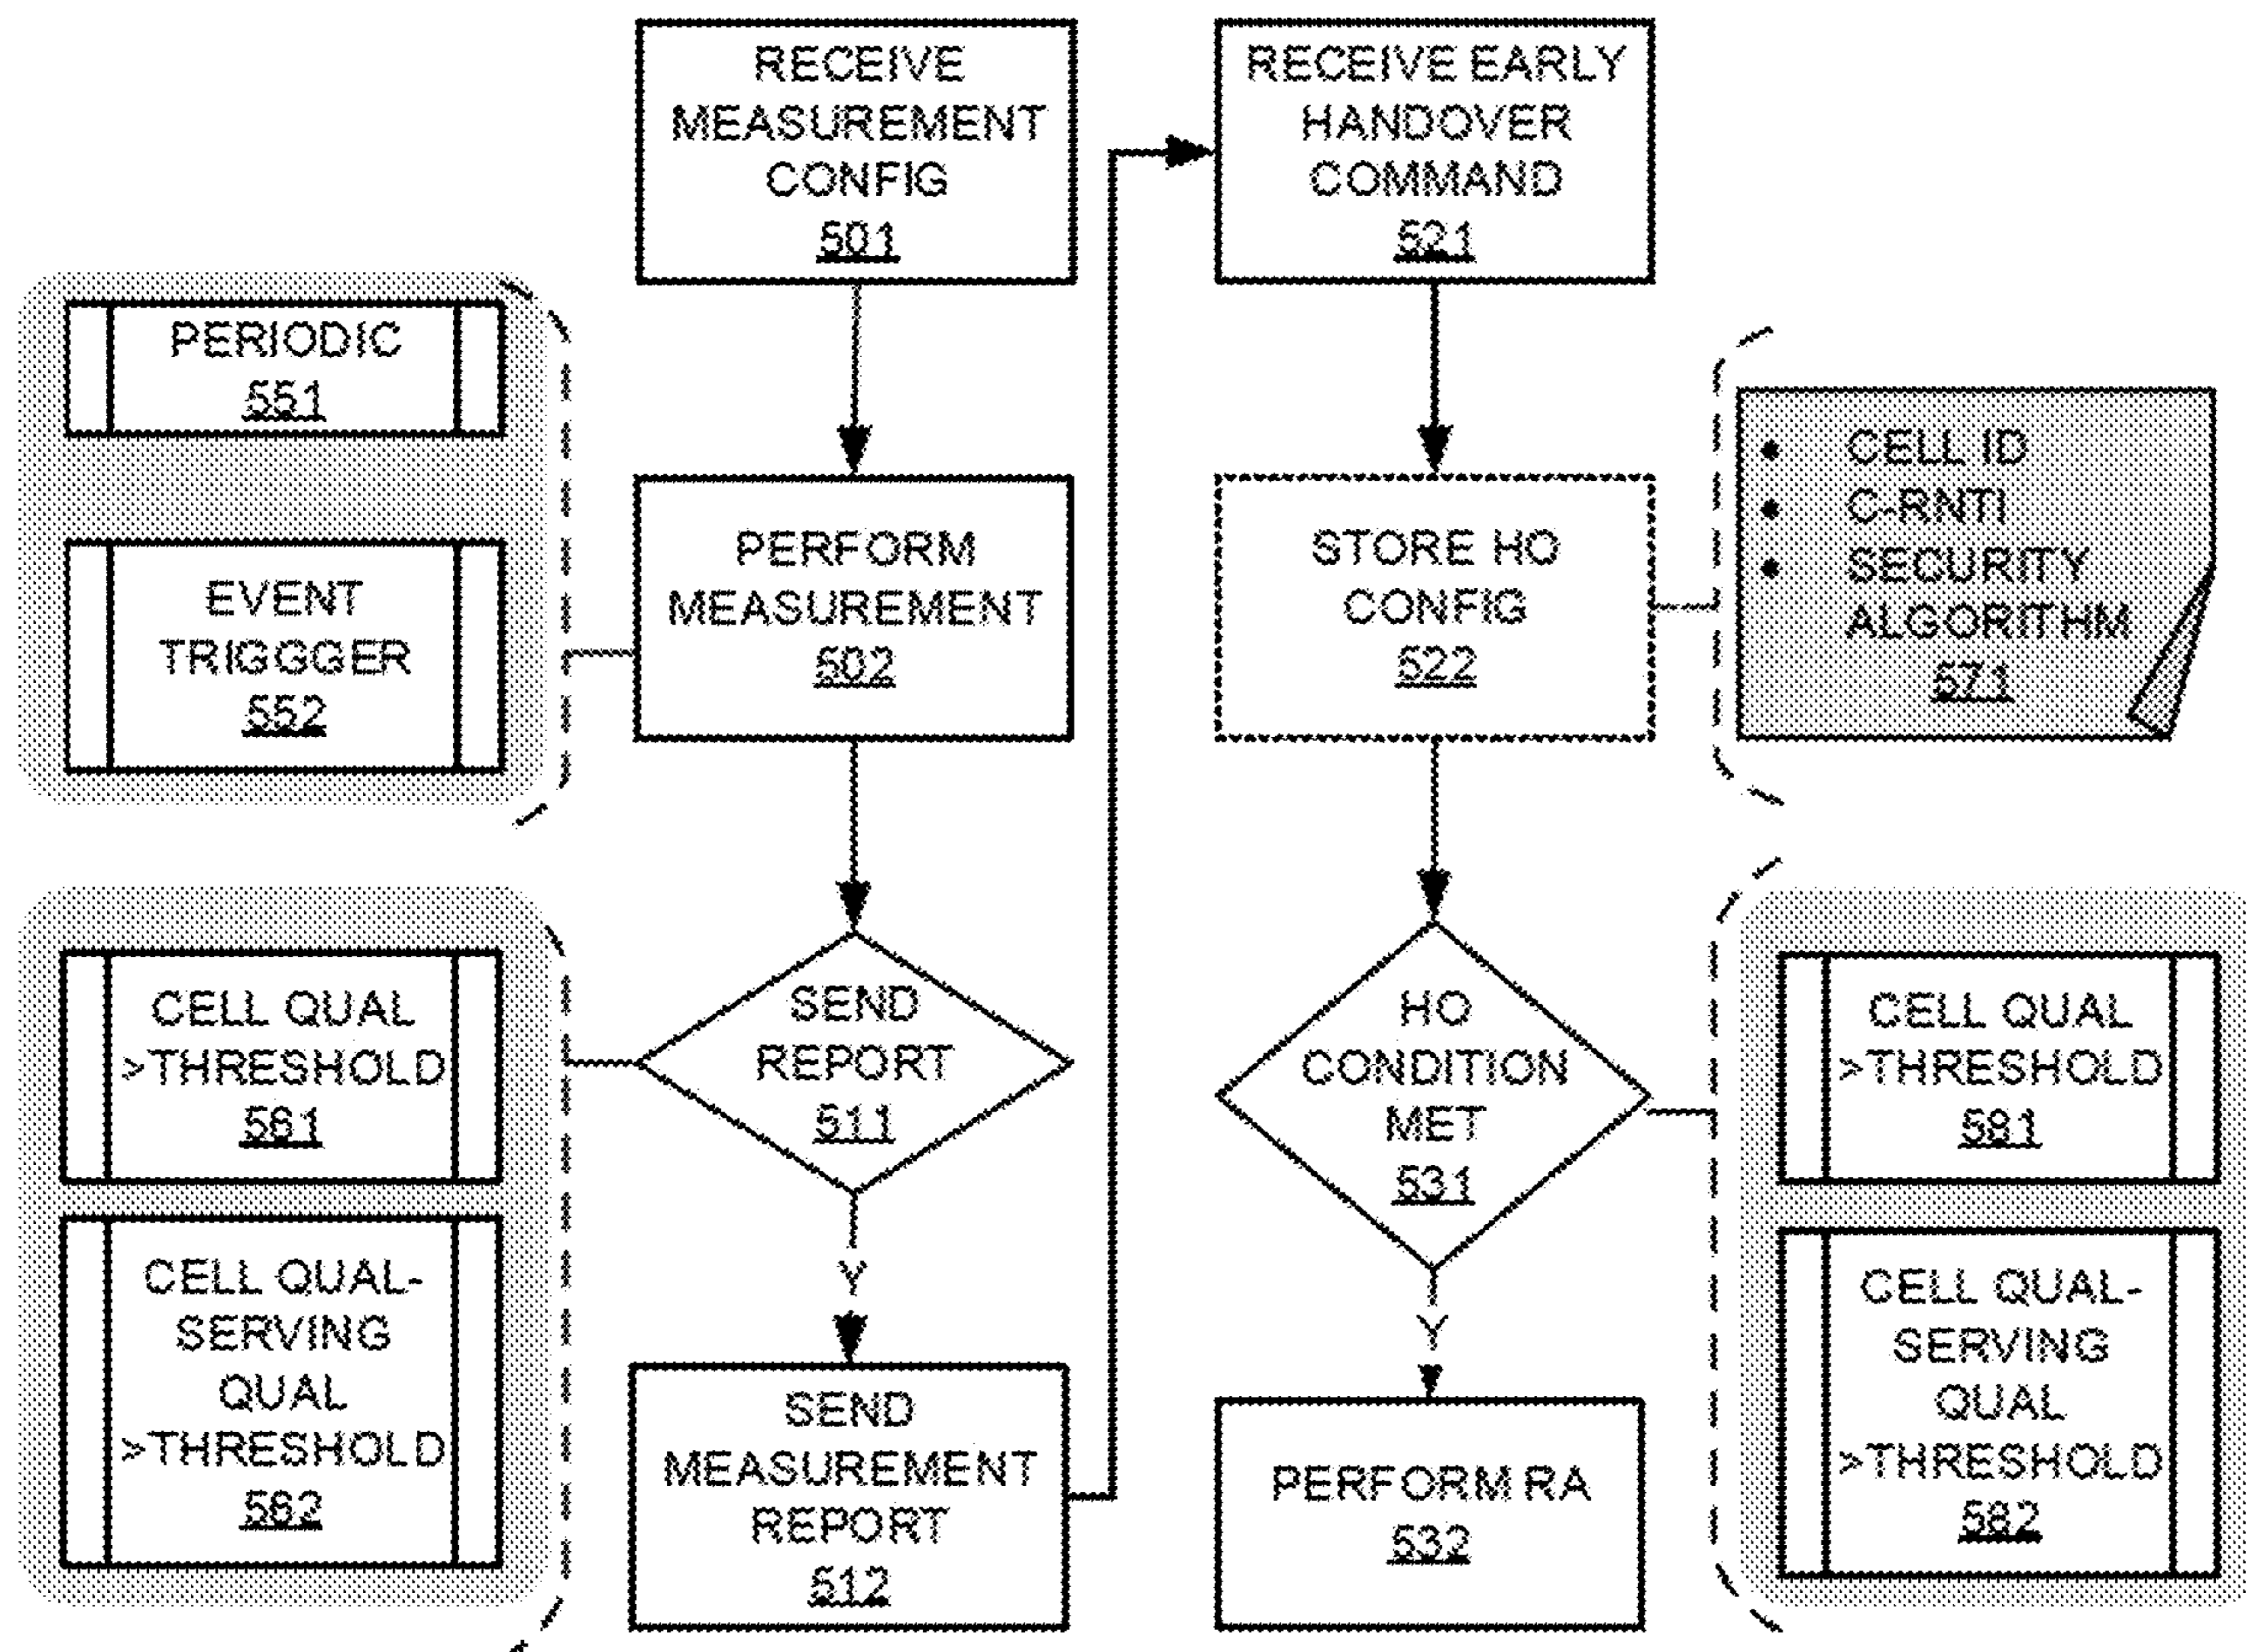 RECEIVE
MEASUREMENT
CONFIG
501
PERIODIC
551
EVENT
TRIGGGER
552
PERFORM
MEASUREMENT
502
CELL QUAL
>THRESHOLD
561
CELL QUAL-
SERVING
QUAL
>THRESHOLD
562
SEND
REPORT
511
Y
SEND
MEASUREMENT
REPORT
512
RECEIVE EARLY
HANDOVER
COMMAND
521
STORE HO
CONFIG
522
• CELL ID
• C-RNTI
• SECURITY
ALGORITHM
571
HO
CONDITION
MET
531
Y
PERFORM RA
532
CELL QUAL
>THRESHOLD
581
CELL QUAL-
SERVING
QUAL
>THRESHOLD
582